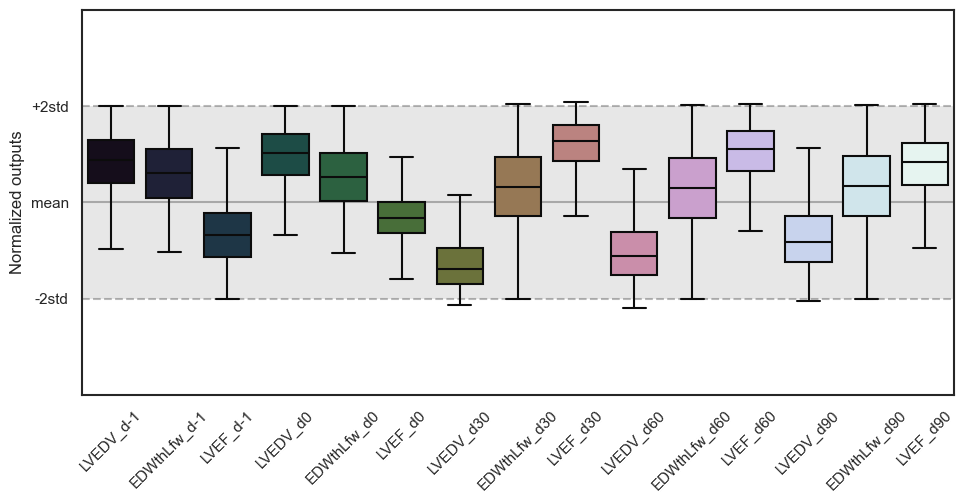 Normalized outputs
+2std
mean
-2std
LVEDV_d-1
EDWthLfw_d-1
LVEF_d-1
LVEDV_d0
EDWthLfw_d0
LVEF_d0
LVEDV_d30
EDWthLfw_d30
LVEF_d30
LVEDV_d60
EDWthLfw_d60
LVEF_d60
LVEDV_d90
EDWthLfw_d90
LVEF_d90